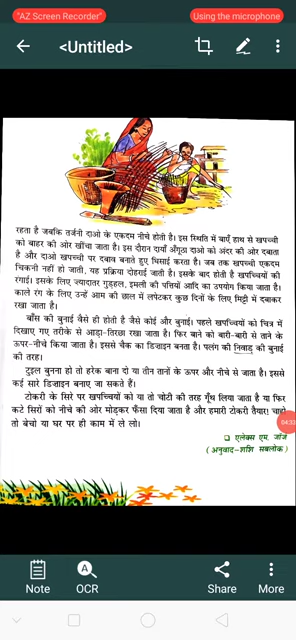 "AZ Screen Recorder"
Using the microphone
<Untitled>
रहता है जबकि तर्जनी दाओ के एकदम नीचे होती है। इस स्थिति में बाएँ हाथ से खपच्ची
को बाहर की ओर खींचा जाता है। इस दौरान दायाँ अँगूठा दाओ को अंदर की ओर दबाता
है और दाओ खपच्ची पर दबाव बनाते हुए घिसाई करता है। जब तक खपच्ची एकदम
चिकनी नहीं हो जाती, यह प्रक्रिया दोहराई जाती है। इसके बाद होती है खपच्चियों की
रंगाई। इसके लिए ज़्यादातर गुड़हल, इमली की पत्तियों आदि का उपयोग किया जाता है।
काले रंग के लिए उन्हें आम की छाल में लपेटकर कुछ दिनों के लिए मिट्टी में दबाकर
रखा जाता है।
बाँस की बुनाई वैसे ही होती है जैसे कोई और बुनाई। पहले खपच्चियों को चित्र में
दिखाए गए तरीके से आड़ा-तिरछा रखा जाता है। फिर बाने को बारी-बारी से ताने के
ऊपर-नीचे किया जाता है। इससे चैक का डिज़ाइन बनता है। पलंग की निवाड़ की बुनाई
की तरह।
टुइल बुनना हो तो हरेक बाना दो या तीन तानों के ऊपर और नीचे से जाता है। इससे
कई सारे डिज़ाइन बनाए जा सकते हैं।
टोकरी के सिरे पर खपच्चियों को या तो चोटी की तरह गूँथ लिया जाता है या फिर
कटे सिरों को नीचे की ओर मोड़कर फँसा दिया जाता है और हमारी टोकरी तैयार! चाहो
तो बेचो या घर पर ही काम में ले लो।
❑ एलेक्स एम. जॉर्ज
(अनुवाद-शशि सबलोक)
Note
OCR
Share
More